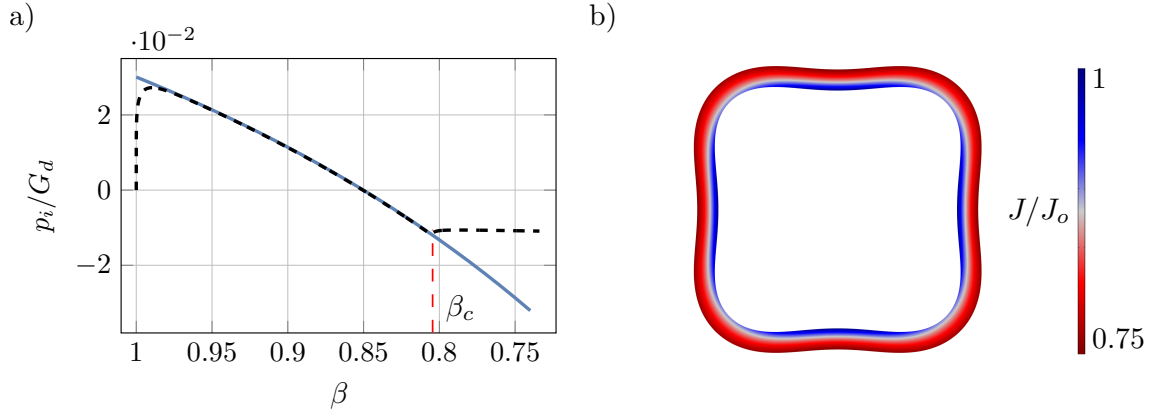 a)
·10⁻²
2
0
−2
p_i/G_d
β_c
1 0.95 0.9 0.85 0.8 0.75
β
b)
1
J/J_o
0.75